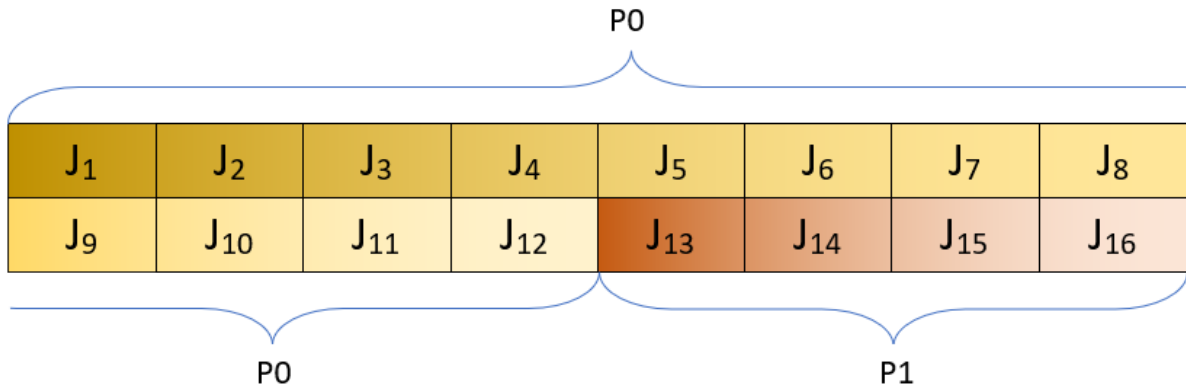 P0
J₁ J₂ J₃ J₄ J₅ J₆ J₇ J₈
J₉ J₁₀ J₁₁ J₁₂ J₁₃ J₁₄ J₁₅ J₁₆
P0 P1